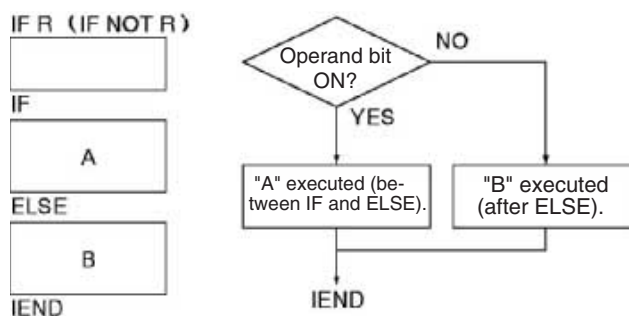 IF R (IF NOT R)
IF
A
ELSE
B
IEND
Operand bit
ON?
NO
YES
"A" executed (be-
tween IF and ELSE).
"B" executed
(after ELSE).
IEND